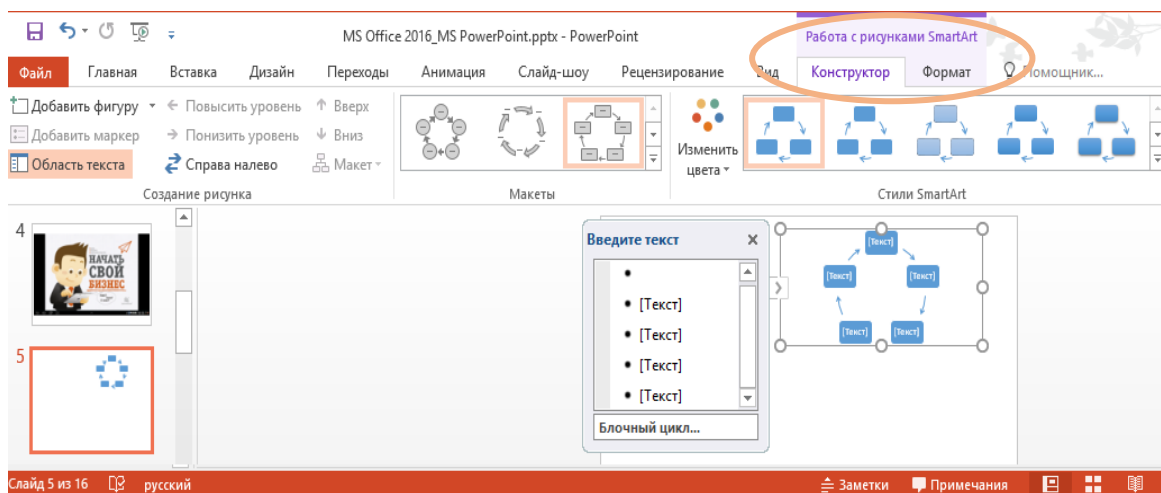 MS Office 2016_MS PowerPoint.pptx - PowerPoint
Работа с рисунками SmartArt
Файл Главная Вставка Дизайн Переходы Анимация Слайд-шоу Рецензирование Вид Конструктор Формат Помощник...
Добавить фигуру ← Повысить уровень ↑ Вверх
Добавить маркер → Понизить уровень ↓ Вниз
Область текста Справа налево Макет
Изменить
цвета
Создание рисунка Макеты Стили SmartArt
4
НАЧАТЬ
СВОЙ
БИЗНЕС
5
Введите текст
•
• [Текст]
• [Текст]
• [Текст]
• [Текст]
Блочный цикл...
[Текст]
[Текст] [Текст]
[Текст] [Текст]
Слайд 5 из 16 русский Заметки Примечания